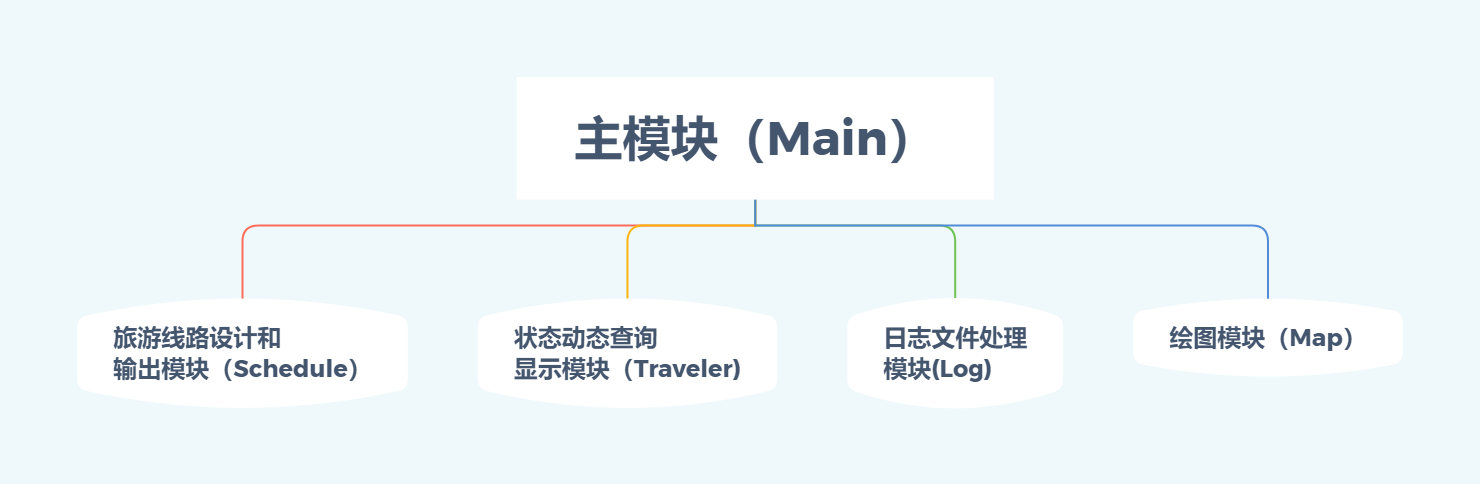 主模块（Main）
旅游线路设计和
输出模块（Schedule）
状态动态查询
显示模块（Traveler)
日志文件处理
模块(Log)
绘图模块（Map）